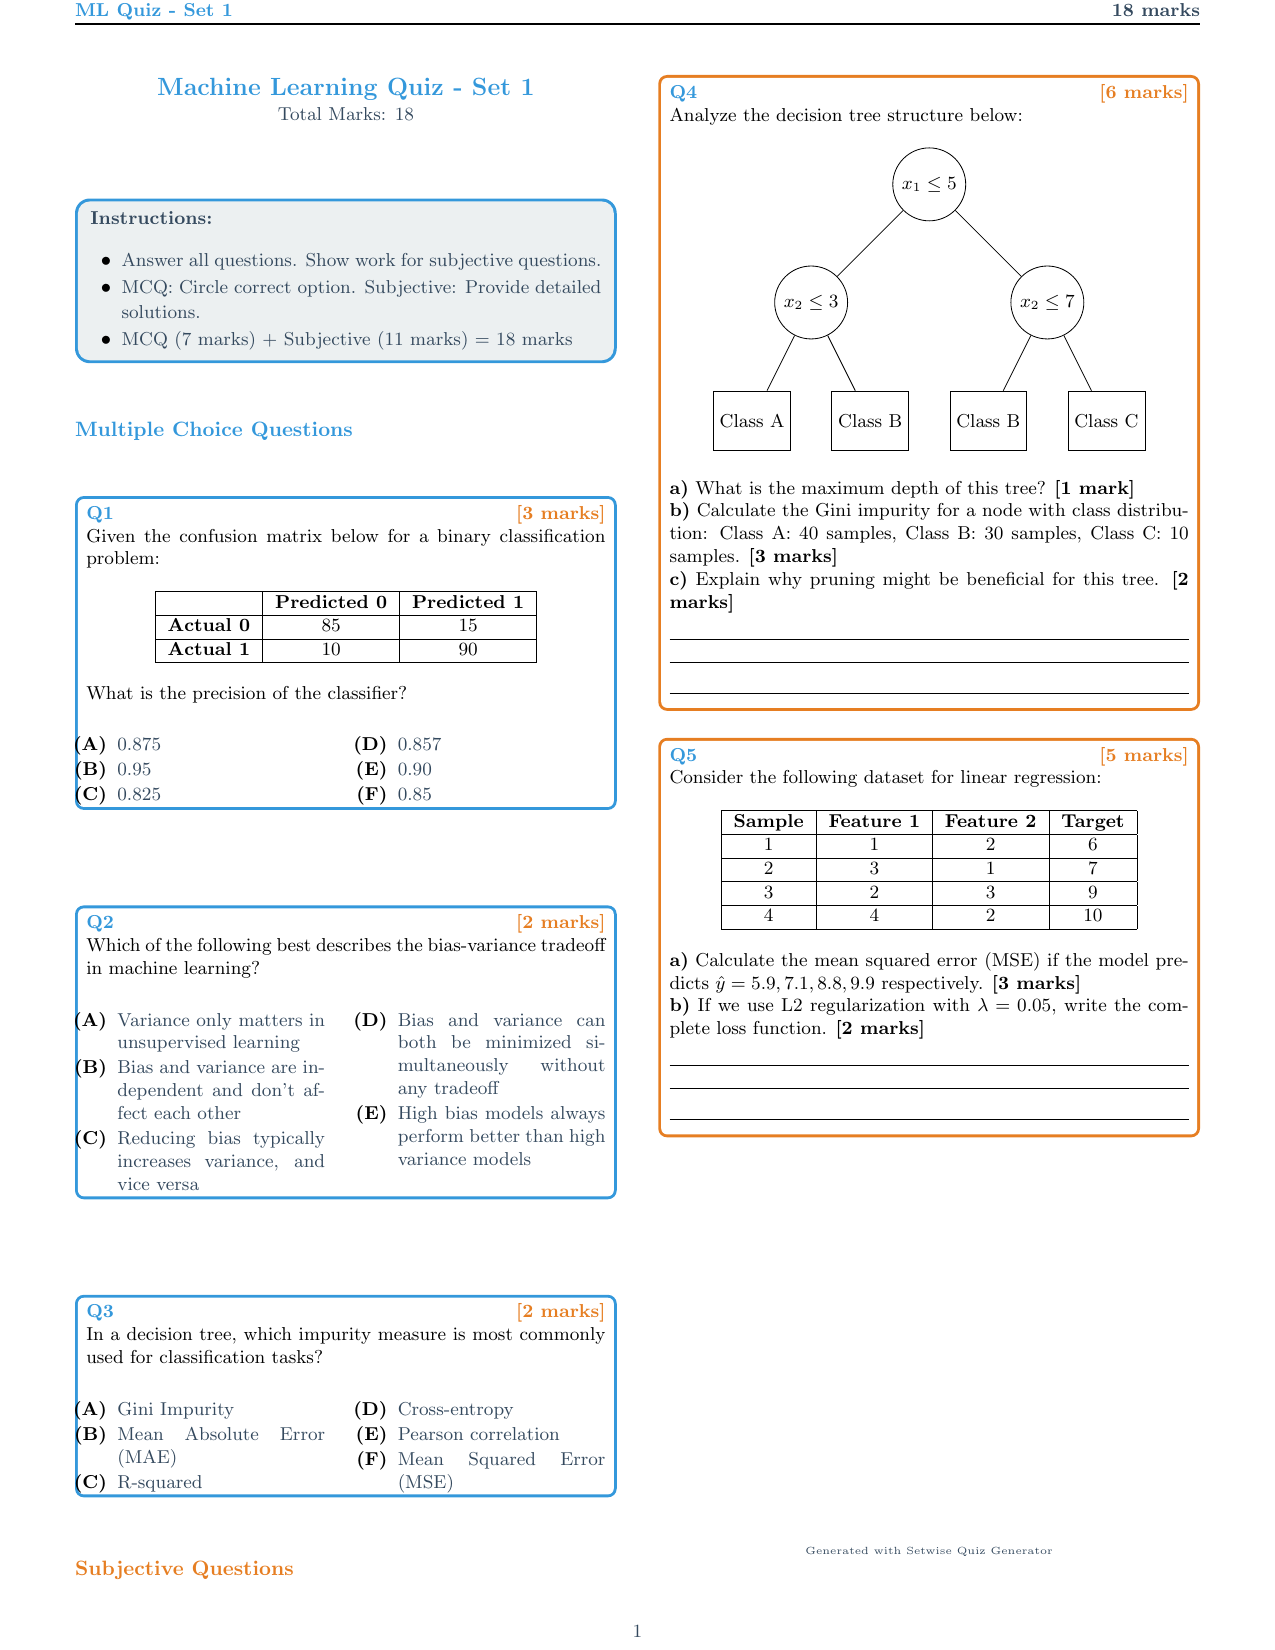 ML Quiz - Set 1 18 marks
Machine Learning Quiz - Set 1
Total Marks: 18
Instructions:
• Answer all questions. Show work for subjective questions.
• MCQ: Circle correct option. Subjective: Provide detailed
solutions.
• MCQ (7 marks) + Subjective (11 marks) = 18 marks
Multiple Choice Questions
Q1 [3 marks]
Given the confusion matrix below for a binary classification
problem:
Predicted 0 Predicted 1
Actual 0 85 15
Actual 1 10 90
What is the precision of the classifier?
(A) 0.875
(B) 0.95
(C) 0.825
(D) 0.857
(E) 0.90
(F) 0.85
Q2 [2 marks]
Which of the following best describes the bias-variance tradeoff
in machine learning?
(A) Variance only matters in
unsupervised learning
(B) Bias and variance are in-
dependent and don't af-
fect each other
(C) Reducing bias typically
increases variance, and
vice versa
(D) Bias and variance can
both be minimized si-
multaneously without
any tradeoff
(E) High bias models always
perform better than high
variance models
Q3 [2 marks]
In a decision tree, which impurity measure is most commonly
used for classification tasks?
(A) Gini Impurity
(B) Mean Absolute Error
(MAE)
(C) R-squared
(D) Cross-entropy
(E) Pearson correlation
(F) Mean Squared Error
(MSE)
Subjective Questions
Q4 [6 marks]
Analyze the decision tree structure below:
x₁ ≤ 5
x₂ ≤ 3 x₂ ≤ 7
Class A Class B Class B Class C
a) What is the maximum depth of this tree? [1 mark]
b) Calculate the Gini impurity for a node with class distribu-
tion: Class A: 40 samples, Class B: 30 samples, Class C: 10
samples. [3 marks]
c) Explain why pruning might be beneficial for this tree. [2
marks]
Q5 [5 marks]
Consider the following dataset for linear regression:
Sample Feature 1 Feature 2 Target
1 1 2 6
2 3 1 7
3 2 3 9
4 4 2 10
a) Calculate the mean squared error (MSE) if the model pre-
dicts ŷ = 5.9, 7.1, 8.8, 9.9 respectively. [3 marks]
b) If we use L2 regularization with λ = 0.05, write the com-
plete loss function. [2 marks]
Generated with Setwise Quiz Generator
1